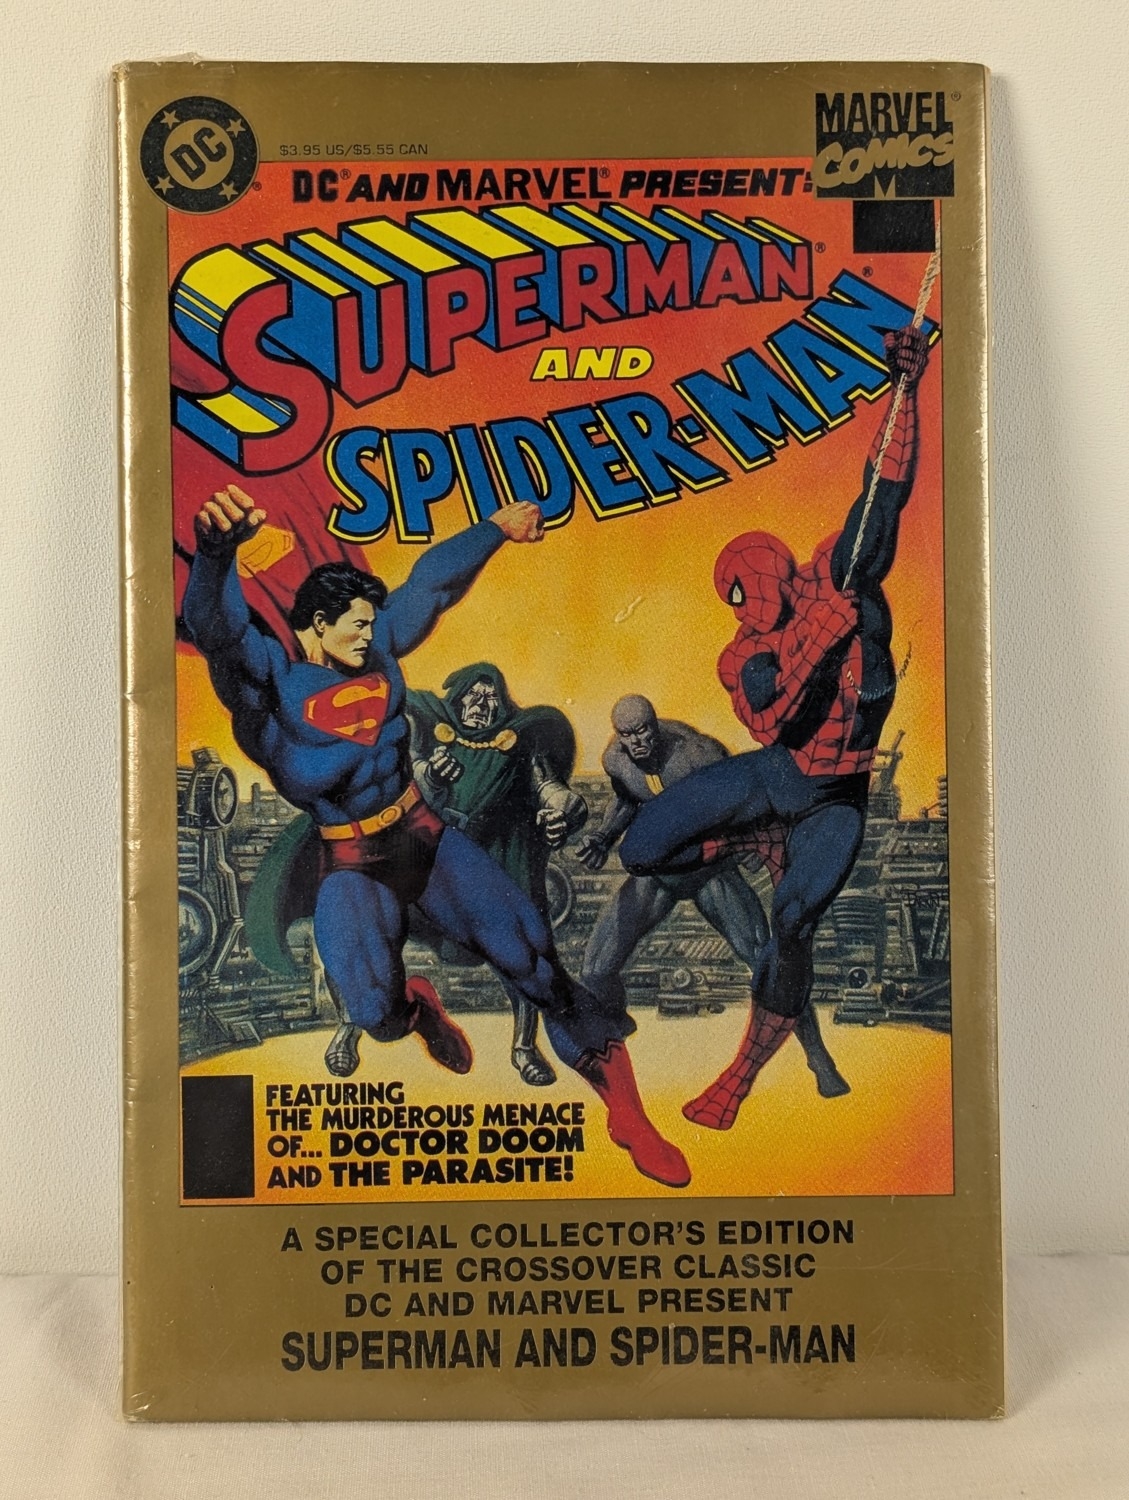 DC
$3.95 US/$5.55 CAN
MARVEL®
COMICS
M
DC® AND MARVEL® PRESENT:
SUPERMAN®
AND
SPIDER-MAN®
FEATURING
THE MURDEROUS MENACE
OF... DOCTOR DOOM
AND THE PARASITE!
A SPECIAL COLLECTOR'S EDITION
OF THE CROSSOVER CLASSIC
DC AND MARVEL PRESENT
SUPERMAN AND SPIDER-MAN